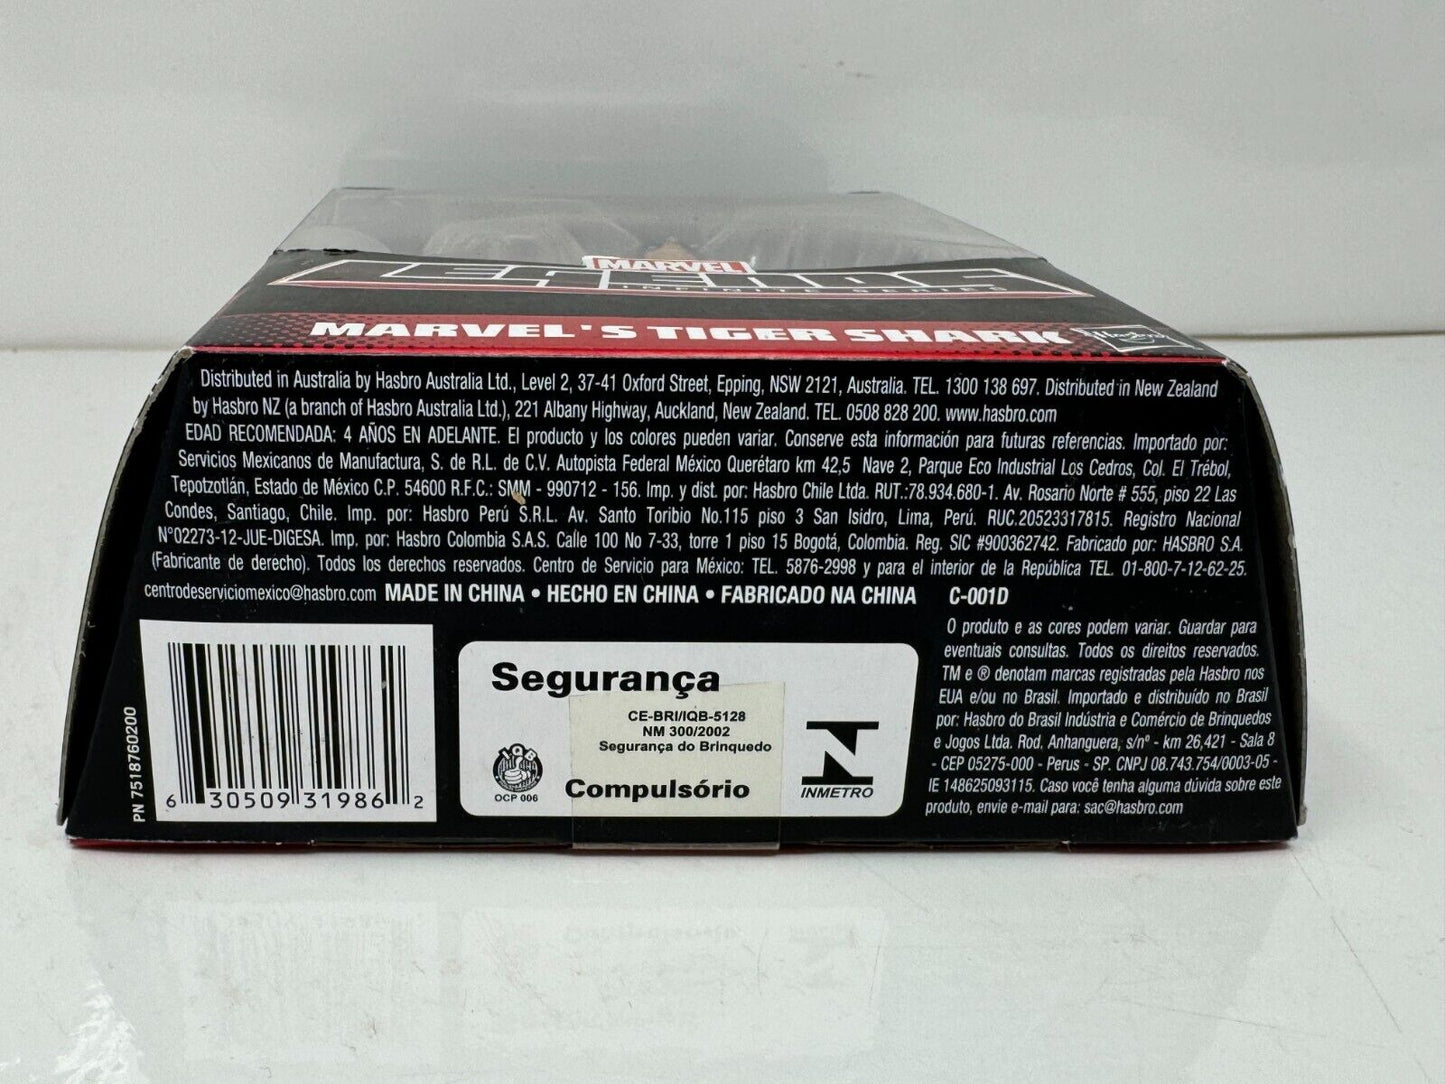 MARVEL
LEGENDS
INFINITE SERIES
MARVEL'S TIGER SHARK
Hasbro
Distributed in Australia by Hasbro Australia Ltd., Level 2, 37-41 Oxford Street, Epping, NSW 2121, Australia. TEL. 1300 138 697. Distributed in New Zealand
by Hasbro NZ (a branch of Hasbro Australia Ltd.), 221 Albany Highway, Auckland, New Zealand. TEL. 0508 828 200. www.hasbro.com
EDAD RECOMENDADA: 4 AÑOS EN ADELANTE. El producto y los colores pueden variar. Conserve esta información para futuras referencias. Importado por:
Servicios Mexicanos de Manufactura, S. de R.L. de C.V. Autopista Federal México Querétaro km 42,5 Nave 2, Parque Eco Industrial Los Cedros, Col. El Trébol,
Tepotzotlán, Estado de México C.P. 54600 R.F.C.: SMM - 990712 - 156. Imp. y dist. por: Hasbro Chile Ltda. RUT.:78.934.680-1. Av. Rosario Norte # 555, piso 22 Las
Condes, Santiago, Chile. Imp. por: Hasbro Perú S.R.L. Av. Santo Toribio No.115 piso 3 San Isidro, Lima, Perú. RUC.20523317815. Registro Nacional
N°02273-12-JUE-DIGESA. Imp. por: Hasbro Colombia S.A.S. Calle 100 No 7-33, torre 1 piso 15 Bogotá, Colombia. Reg. SIC #900362742. Fabricado por: HASBRO S.A.
(Fabricante de derecho). Todos los derechos reservados. Centro de Servicio para México: TEL. 5876-2998 y para el interior de la República TEL. 01-800-7-12-62-25.
centrodeserviciomexico@hasbro.com MADE IN CHINA • HECHO EN CHINA • FABRICADO NA CHINA C-001D
PN 7518760200
6 30509 31986 2
Segurança
CE-BRI/IQB-5128
NM 300/2002
Segurança do Brinquedo
IQB
OCP 006
Compulsório
INMETRO
O produto e as cores podem variar. Guardar para
eventuais consultas. Todos os direitos reservados.
TM e ® denotam marcas registradas pela Hasbro nos
EUA e/ou no Brasil. Importado e distribuído no Brasil
por: Hasbro do Brasil Indústria e Comércio de Brinquedos
e Jogos Ltda. Rod. Anhanguera, s/nº - km 26,421 - Sala 8
- CEP 05275-000 - Perus - SP. CNPJ 08.743.754/0003-05 -
IE 148625093115. Caso você tenha alguma dúvida sobre este
produto, envie e-mail para: sac@hasbro.com